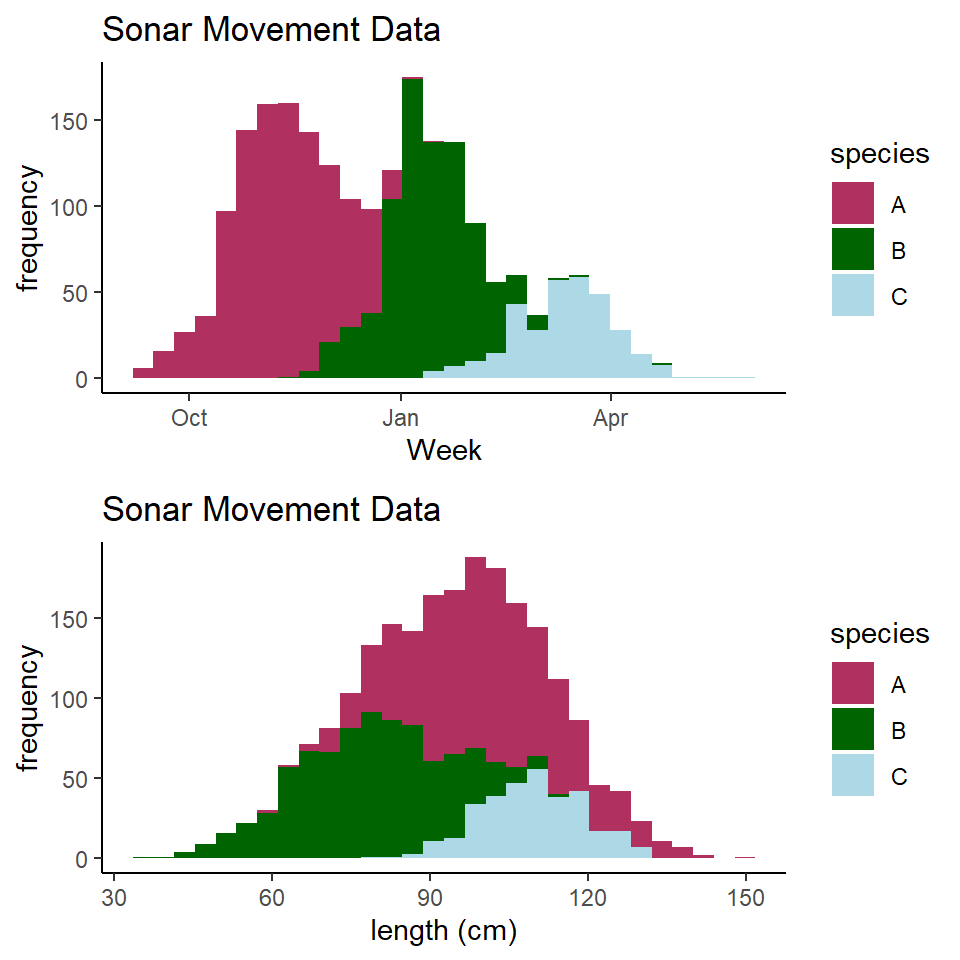 Sonar Movement Data
150
100
50
0
frequency
Oct Jan Apr
Week
species
A
B
C
Sonar Movement Data
150
100
50
0
frequency
30 60 90 120 150
length (cm)
species
A
B
C